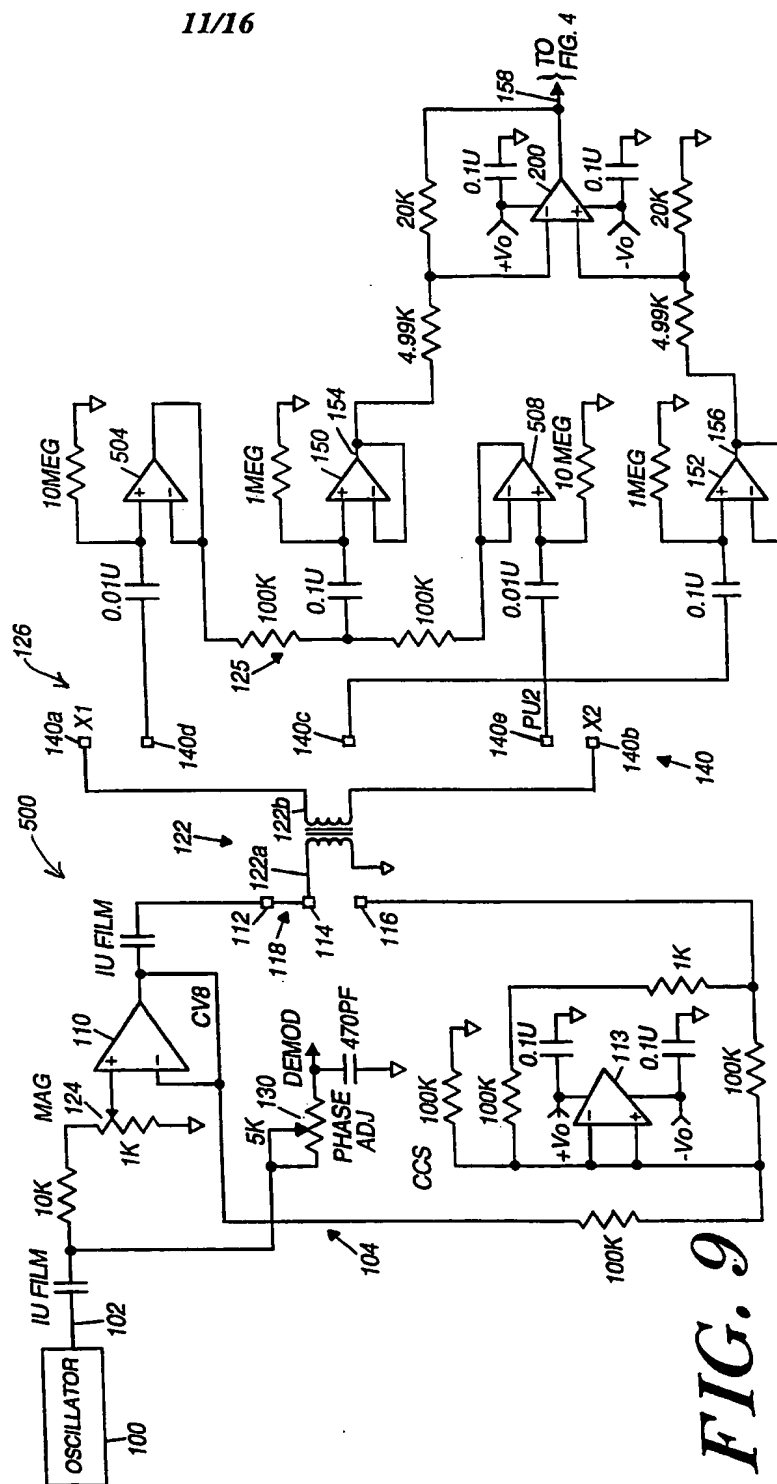 11/16
OSCILLATOR
100
102
IU FILM
10K
MAG
124
1K
110
+
-
CV8
IU FILM
104
5K
130
PHASE
ADJ
DEMOD
470PF
112
118
114
116
122a
122
122b
500
126
140a
X1
140d
140c
140e
PU2
X2
140b
140
CCS
100K
100K
100K
100K
1K
0.1U
0.1U
113
-
+
+Vo
-Vo
125
100K
100K
0.01U
0.1U
0.01U
0.1U
10MEG
504
+
-
1MEG
150
154
+
-
508
-
+
10 MEG
1MEG
152
156
+
-
4.99K
4.99K
20K
20K
0.1U
0.1U
200
-
+
+Vo
-Vo
158
TO
FIG. 4
FIG. 9